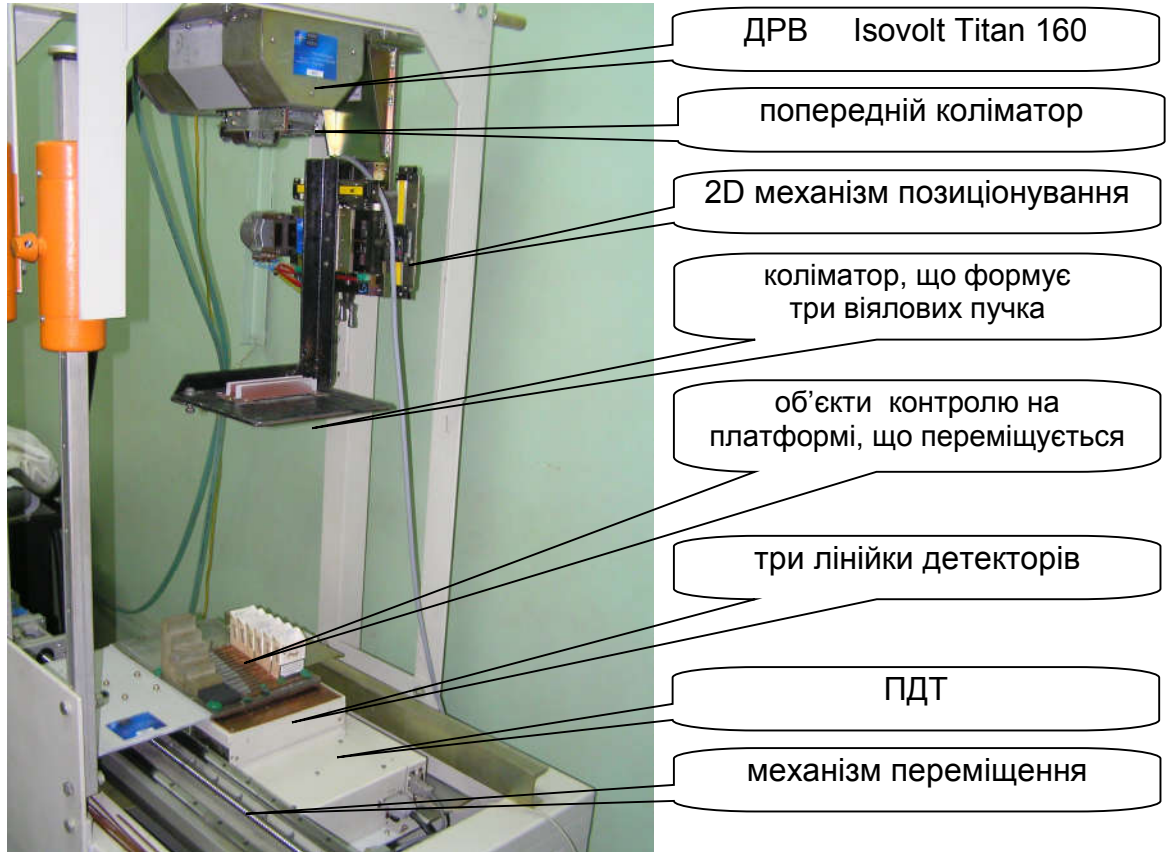 ДРВ Isovolt Titan 160
попередній коліматор
2D механізм позиціонування
коліматор, що формує
три віялових пучка
об’єкти контролю на
платформі, що переміщується
три лінійки детекторів
ПДТ
механізм переміщення